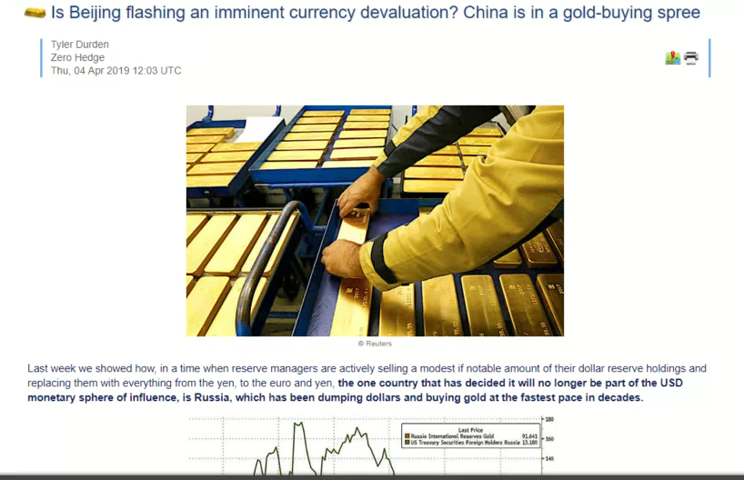 Is Beijing flashing an imminent currency devaluation? China is in a gold-buying spree
Tyler Durden
Zero Hedge
Thu, 04 Apr 2019 12:03 UTC
© Reuters
Last week we showed how, in a time when reserve managers are actively selling a modest if notable amount of their dollar reserve holdings and
replacing them with everything from the yen, to the euro and yen, the one country that has decided it will no longer be part of the USD
monetary sphere of influence, is Russia, which has been dumping dollars and buying gold at the fastest pace in decades.
Last Price
Russia International Reserves Gold 91.641
US Treasury Securities Foreign Holders Russia 13.180
180
160
140